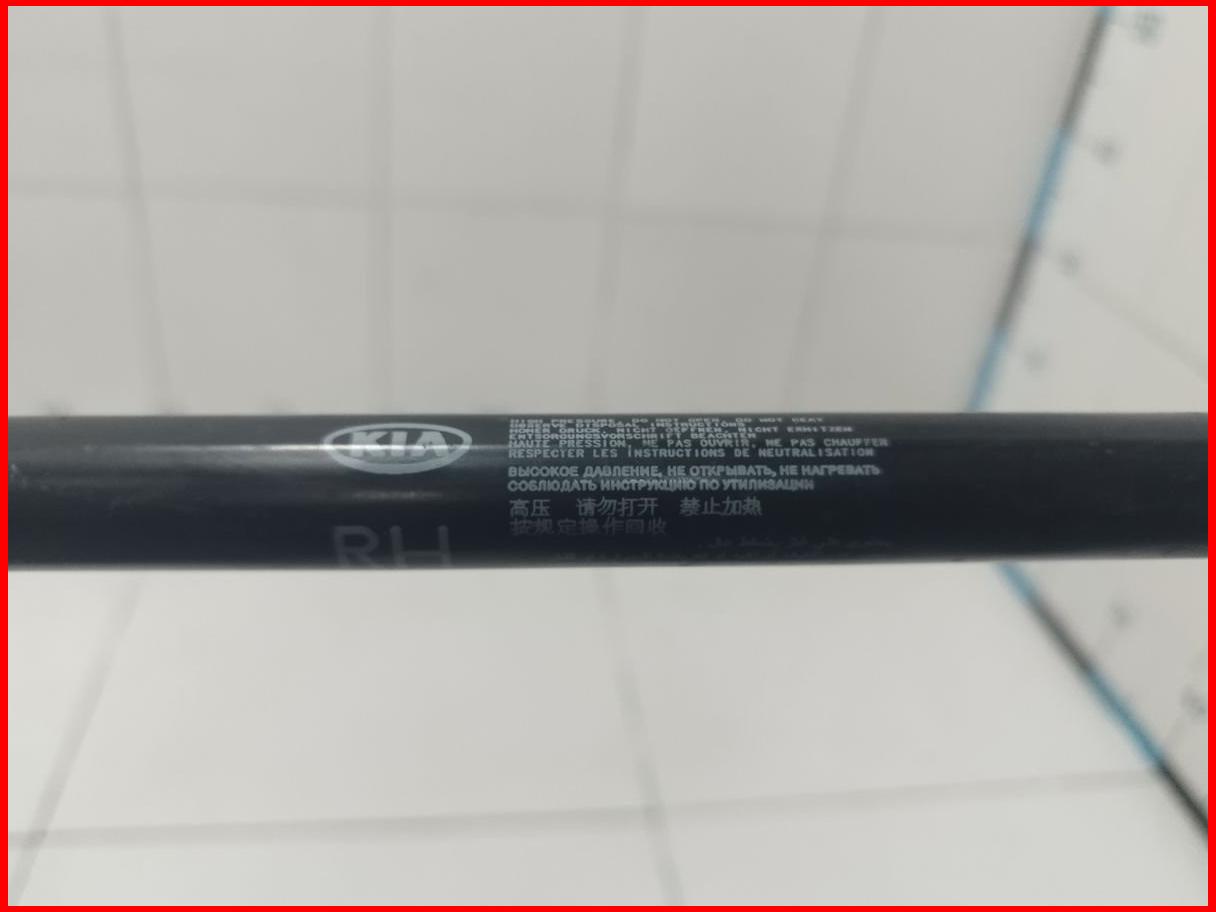 KIA
RH
HIGH PRESSURE, DO NOT OPEN, DO NOT HEAT
OBSERVE DISPOSAL INSTRUCTIONS
HOHER DRUCK, NICHT OEFFNEN, NICHT ERHITZEN
ENTSORGUNGSVORSCHRIFT BEACHTEN
HAUTE PRESSION, NE PAS OUVRIR, NE PAS CHAUFFER
RESPECTER LES INSTRUCTIONS DE NEUTRALISATION
ВЫСОКОЕ ДАВЛЕНИЕ, НЕ ОТКРЫВАТЬ, НЕ НАГРЕВАТЬ
СОБЛЮДАТЬ ИНСТРУКЦИЮ ПО УТИЛИЗАЦИИ
高压 请勿打开 禁止加热
按规定操作回收